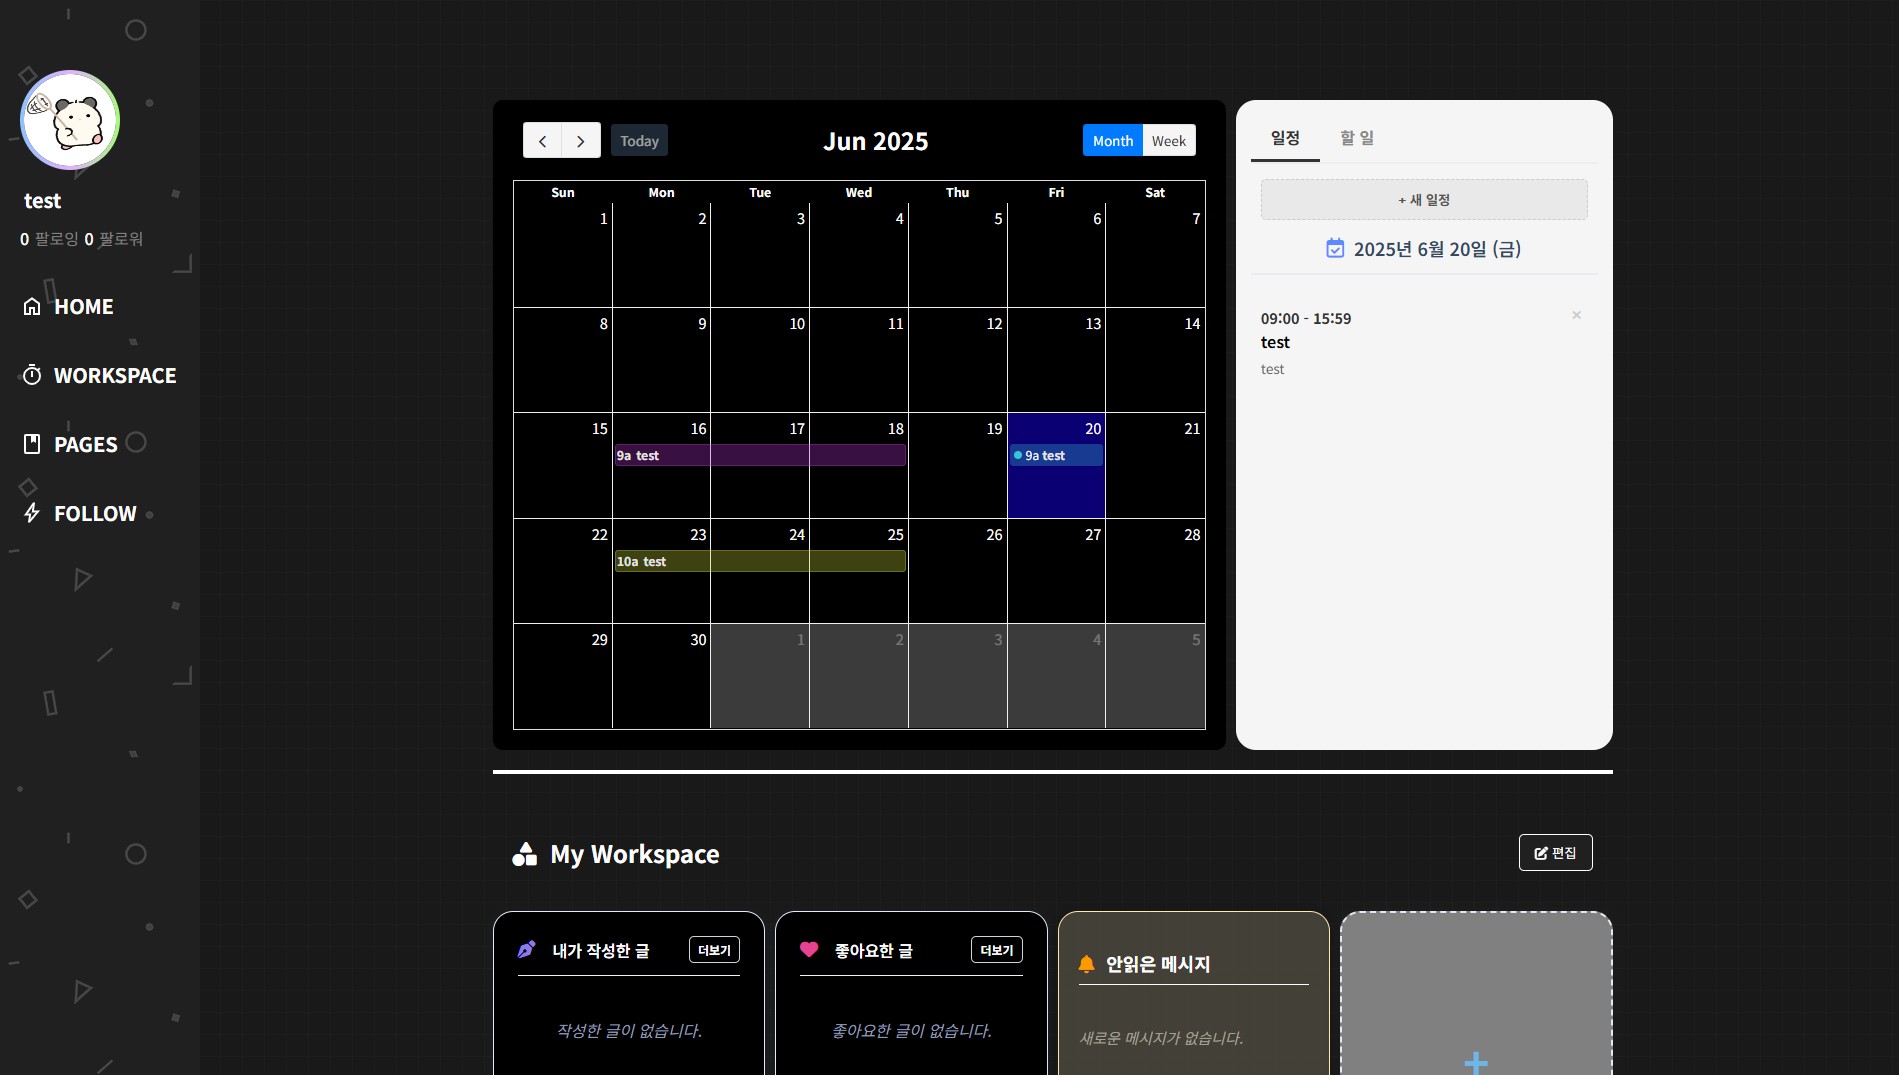 test
0 팔로잉 0 팔로워
HOME
WORKSPACE
PAGES
FOLLOW
Today
Jun 2025
Month Week
Sun Mon Tue Wed Thu Fri Sat
1 2 3 4 5 6 7
8 9 10 11 12 13 14
15 16 17 18 19 20 21
9a test 9a test
22 23 24 25 26 27 28
10a test
29 30 1 2 3 4 5
일정 할 일
+ 새 일정
2025년 6월 20일 (금)
09:00 - 15:59 ×
test
test
My Workspace
편집
내가 작성한 글 더보기
작성한 글이 없습니다.
좋아요한 글 더보기
좋아요한 글이 없습니다.
안읽은 메시지
새로운 메시지가 없습니다.
+